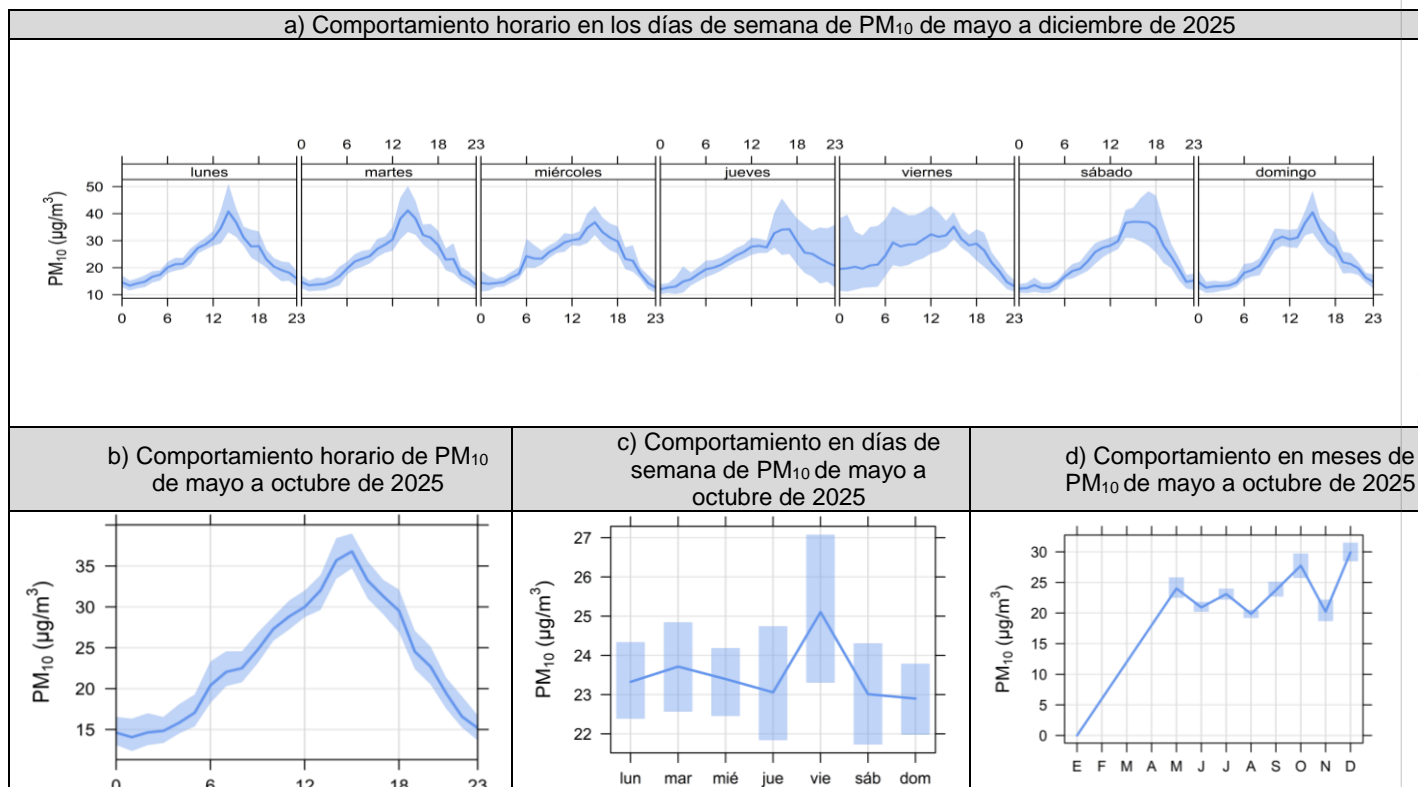 a) Comportamiento horario en los días de semana de PM₁₀ de mayo a diciembre de 2025
0 6 12 18 23 0 6 12 18 23 0 6 12 18 23
lunes martes miércoles jueves viernes sábado domingo
PM₁₀ (µg/m³)
50
40
30
20
10
0 6 12 18 23 0 6 12 18 23 0 6 12 18 23 0 6 12 18 23
b) Comportamiento horario de PM₁₀
de mayo a octubre de 2025
c) Comportamiento en días de
semana de PM₁₀ de mayo a
octubre de 2025
d) Comportamiento en meses de
PM₁₀ de mayo a octubre de 2025
PM₁₀ (µg/m³)
35
30
25
20
15
0 6 12 18 23
PM₁₀ (µg/m³)
27
26
25
24
23
22
lun mar mié jue vie sáb dom
PM₁₀ (µg/m³)
30
25
20
15
10
5
0
E F M A M J J A S O N D